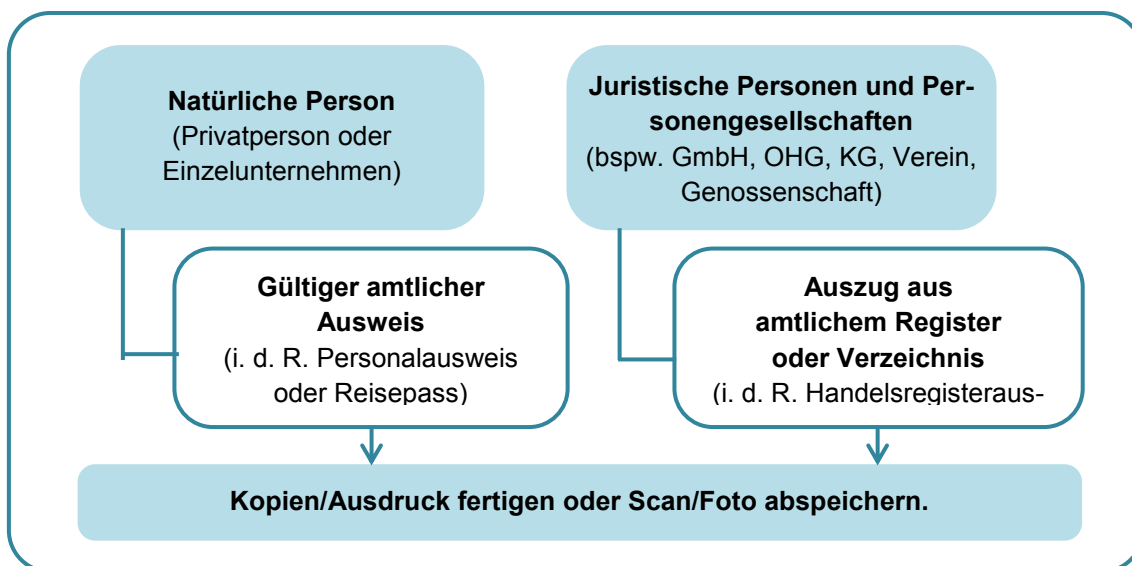 Natürliche Person
(Privatperson oder
Einzelunternehmen)
Juristische Personen und Per-
sonengesellschaften
(bspw. GmbH, OHG, KG, Verein,
Genossenschaft)
Gültiger amtlicher
Ausweis
(i. d. R. Personalausweis
oder Reisepass)
Auszug aus
amtlichem Register
oder Verzeichnis
(i. d. R. Handelsregisteraus-
Kopien/Ausdruck fertigen oder Scan/Foto abspeichern.